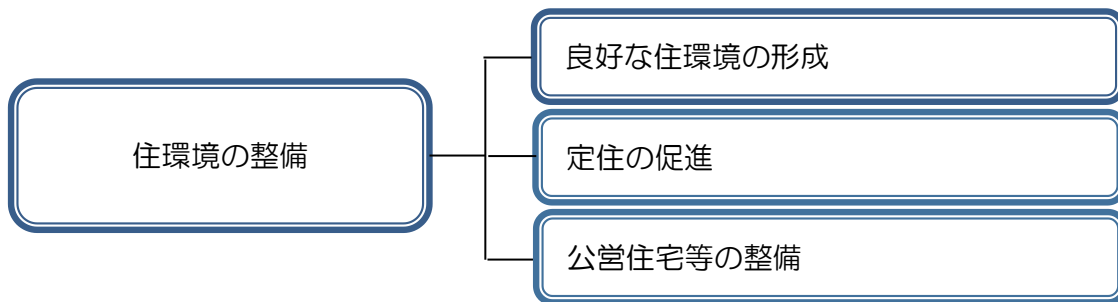 住環境の整備
良好な住環境の形成
定住の促進
公営住宅等の整備